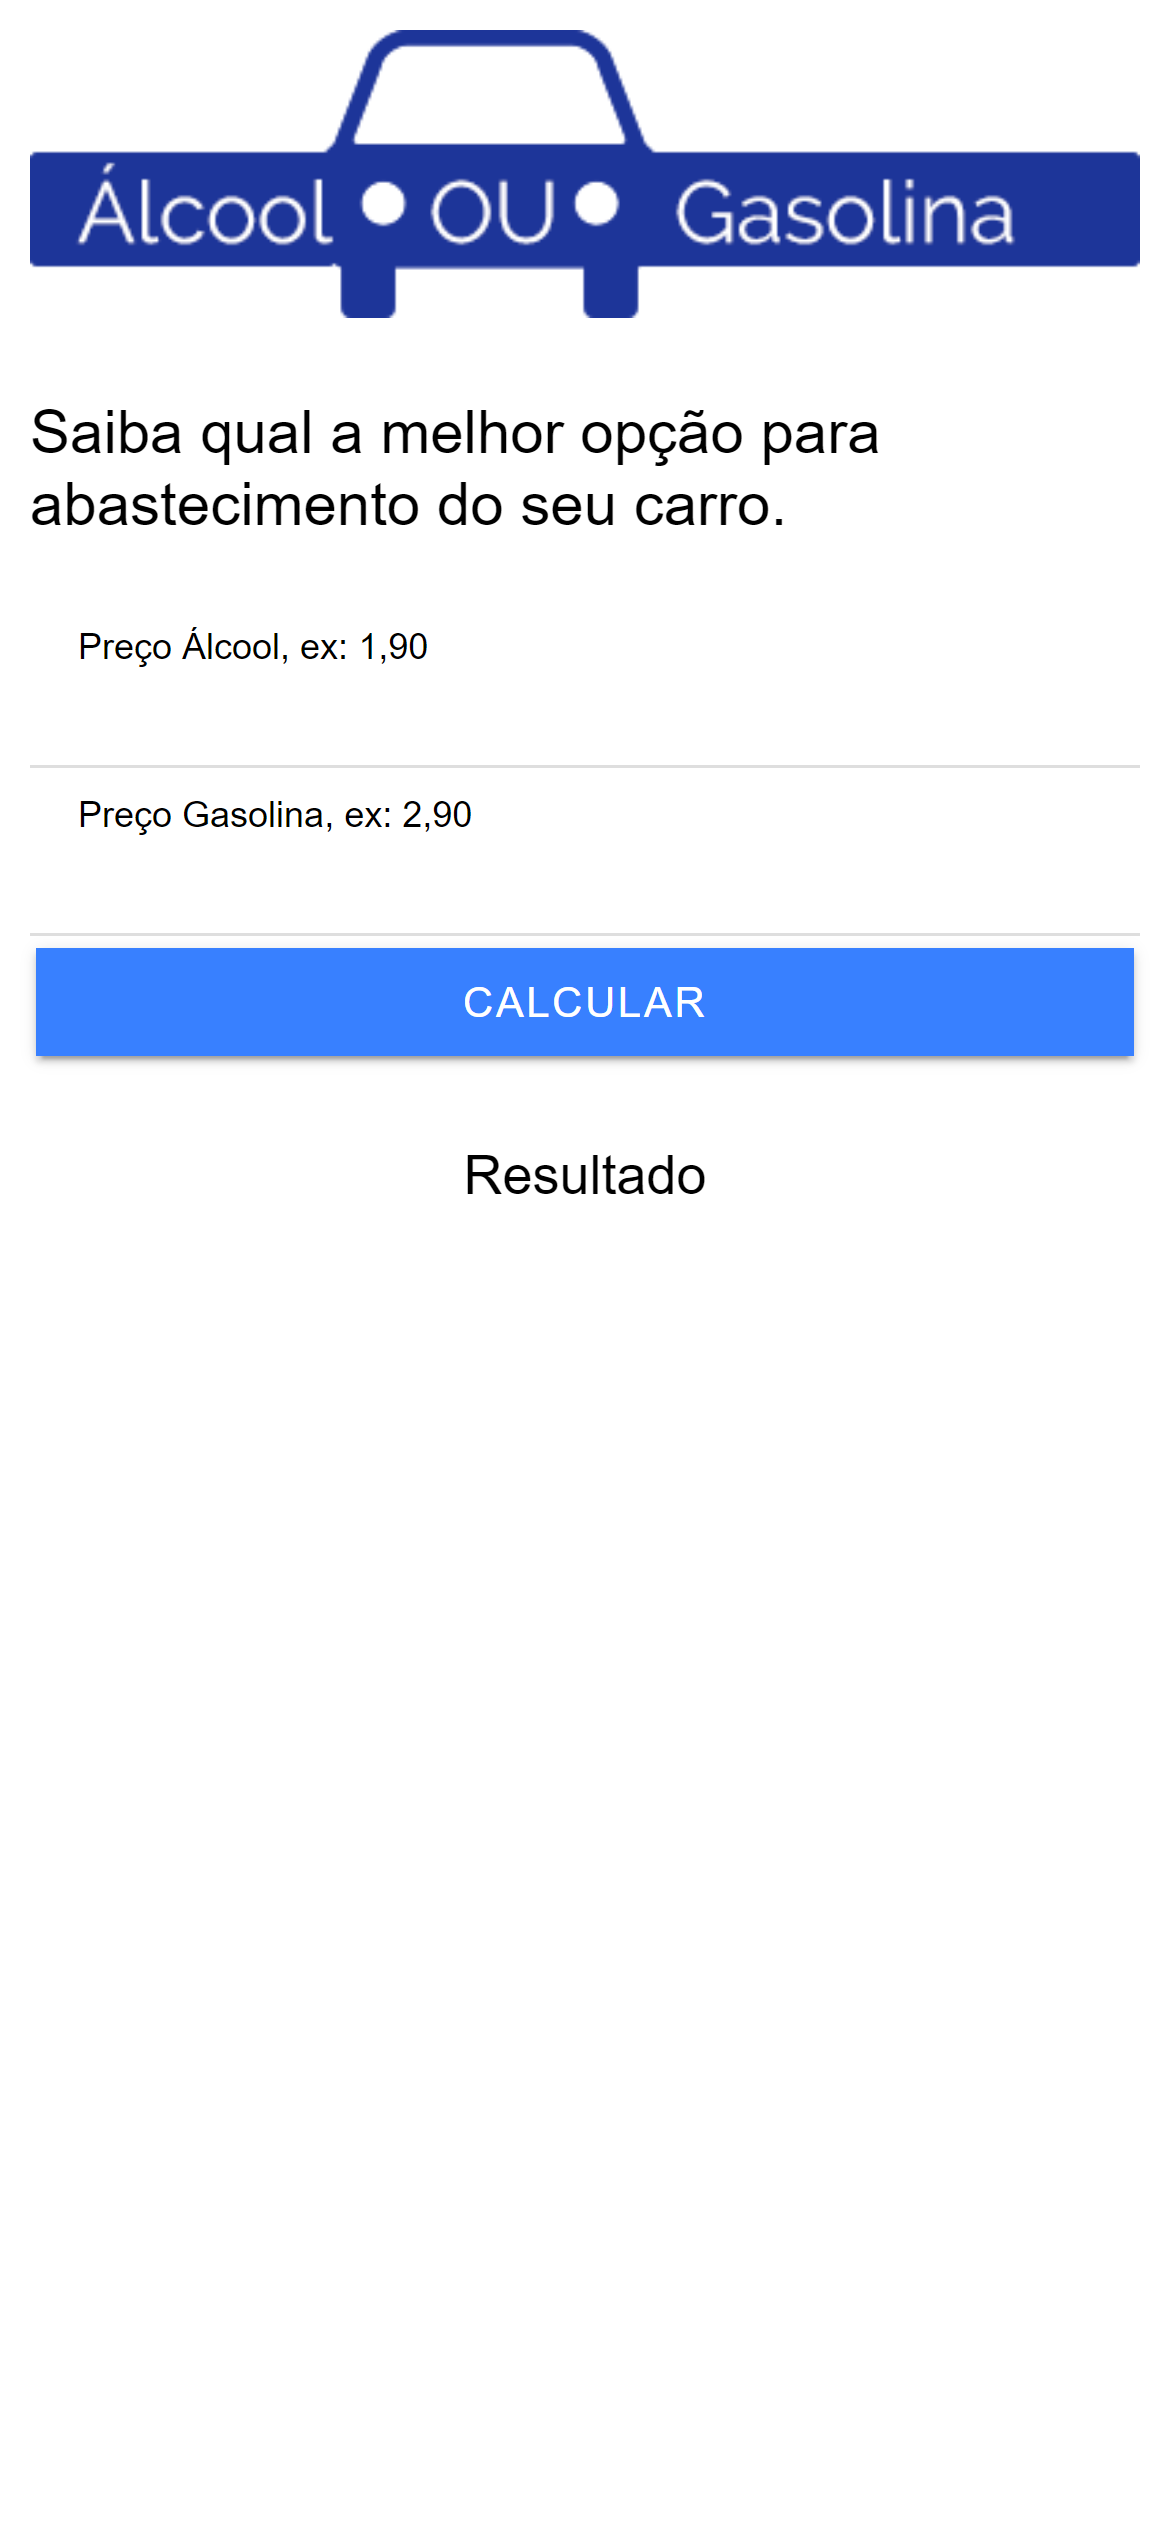 Álcool OU Gasolina
Saiba qual a melhor opção para
abastecimento do seu carro.
Preço Álcool, ex: 1,90
Preço Gasolina, ex: 2,90
CALCULAR
Resultado